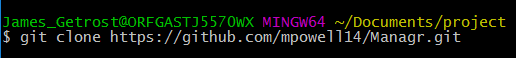 James_Getrost@ORFGASTJ5570WX MINGW64 ~/Documents/project
$ git clone https://github.com/mpowell14/Managr.git